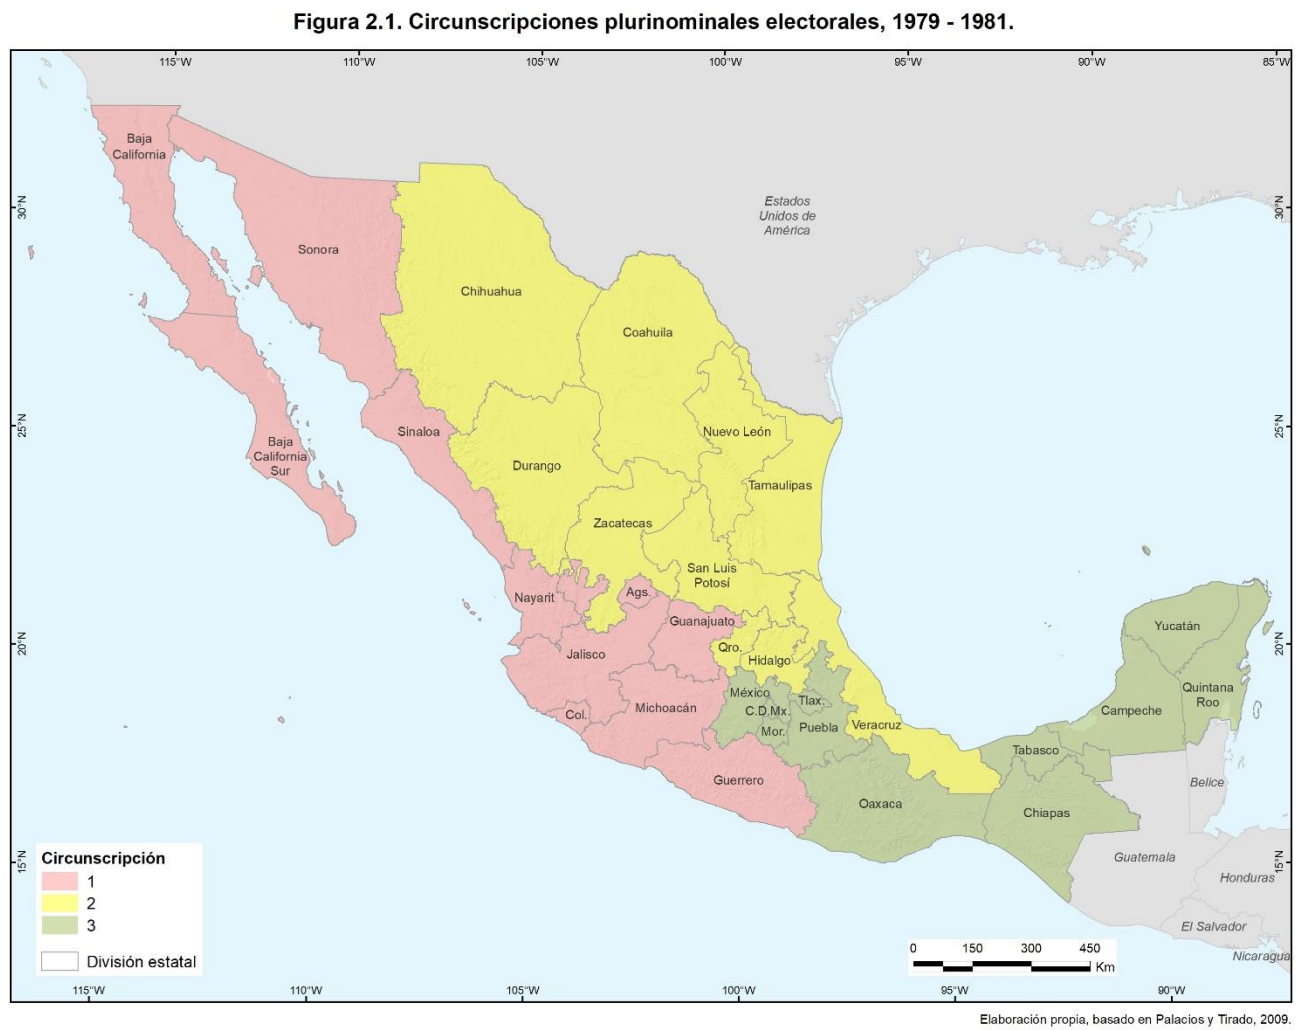 Figura 2.1. Circunscripciones plurinominales electorales, 1979 - 1981.
115°W
110°W
105°W
100°W
95°W
90°W
85°W
30°N
30°N
25°N
25°N
20°N
20°N
15°N
15°N
Baja
California
Sonora
Estados
Unidos de
América
Chihuahua
Coahuila
Baja
California
Sur
Sinaloa
Nuevo León
Durango
Tamaulipas
Zacatecas
San Luis
Potosí
Nayarit
Ags.
Guanajuato
Jalisco
Qro.
Hidalgo
Yucatán
México
Tlax.
Quintana
Roo
Col.
Michoacán
C.D.Mx.
Campeche
Mor.
Puebla
Veracruz
Tabasco
Guerrero
Belice
Oaxaca
Chiapas
Guatemala
Honduras
El Salvador
Nicaragua
Circunscripción
1
2
3
División estatal
0
150
300
450
Km
115°W
110°W
105°W
100°W
95°W
90°W
Elaboración propia, basado en Palacios y Tirado, 2009.